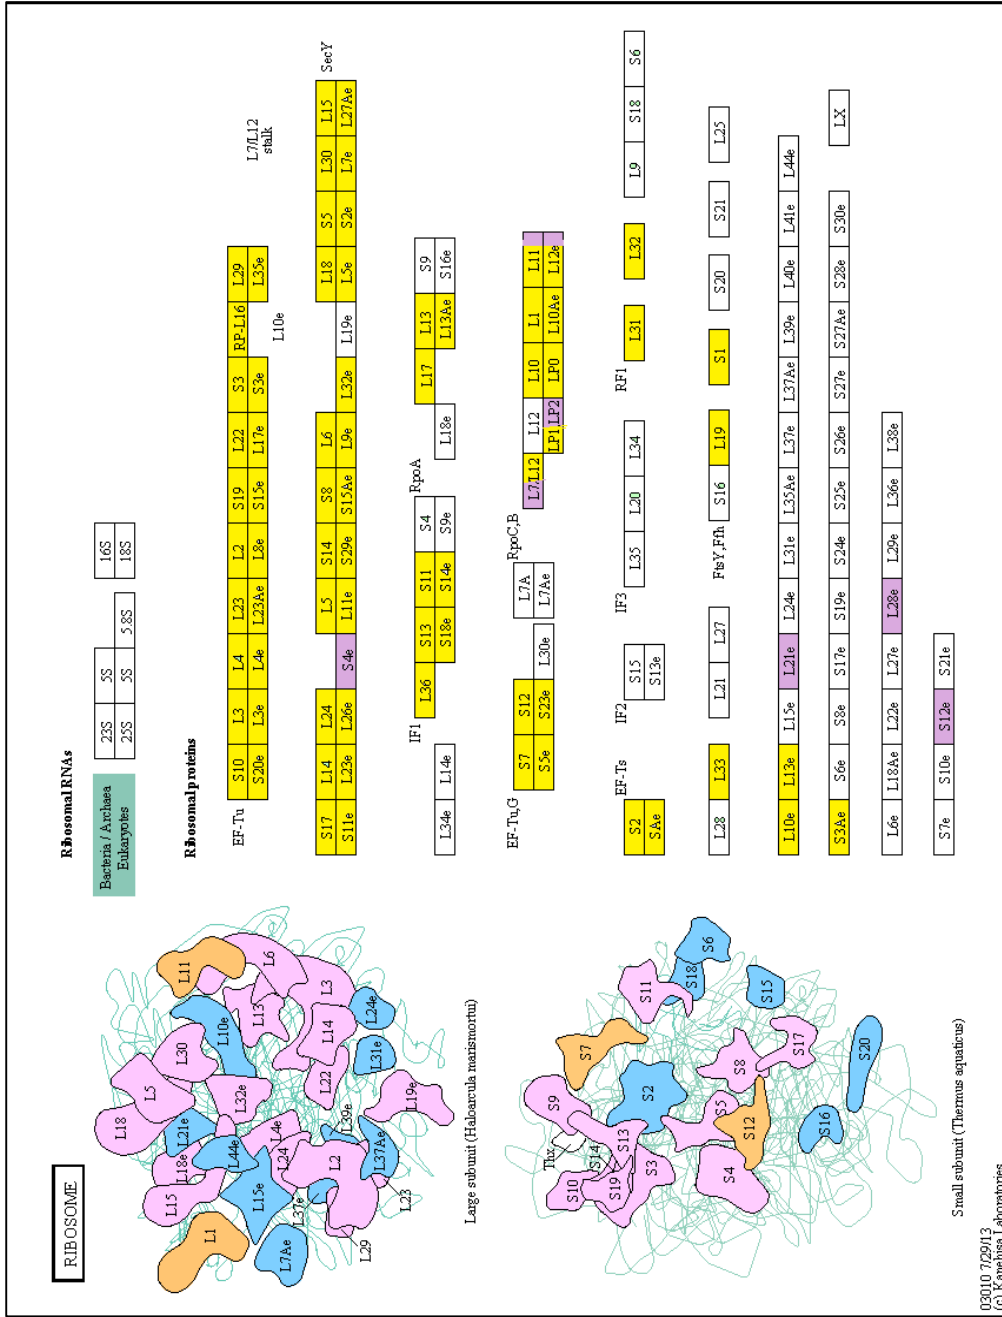 RIBOSOME
L1
L15
L18
L5
L30
L11
L18e
L21e
L10e
L6
L44e
L32e
L13
L7Ae
L15e
L4e
L3
L24
L14
L37e
L2
L22
L39e
L31e
L24e
L29
L23
L37Ae
L19e
Large subunit (Haloarcula marismortui)
S9
S7
S11
S18
S6
Thx
S10
S14
S13
S2
S19
S3
S15
S8
S17
S5
S4
S12
S16
S20
Small subunit (Thermus aquaticus)
Ribosomal RNAs
Bacteria / Archaea 23S 5S 16S
Eukaryotes 25S 5S 5.8S 18S
Ribosomal proteins
EF-Tu S10 L3 L4 L23 L2 S19 L22 S3 RP-L16 L29
S20e L3e L4e L23Ae L8e S15e L17e S3e L35e
L10e
L7/L12
stalk
S17 L14 L24 L5 S14 S8 L6 L18 S5 L30 L15 SecY
S11e L23e L26e S4e L11e S29e S15Ae L9e L32e L19e L5e S2e L7e L27Ae
IF1 L36 S13 S11 S4 RpoA L17 L13 S9
L34e L14e S18e S14e S9e L18e L13Ae S16e
EF-Tu,G S7 S12 L7A RpoC,B L7/L12 L12 L10 L1 L11
S5e S23e L30e L7Ae LP1 LP2 LP0 L10Ae L12e
S2 EF-Ts IF2 S15 IF3 L35 L20 L34 RF1 L31 L32 L9 S18 S6
SAe S13e
L28 L33 L21 L27 FtsY,Ffh S16 L19 S1 S20 S21 L25
L10e L13e L15e L21e L24e L31e L35Ae L37e L37Ae L39e L40e L41e L44e
S3Ae S6e S8e S17e S19e S24e S25e S26e S27e S27Ae S28e S30e LX
L6e L18Ae L22e L27e L28e L29e L36e L38e
S7e S10e S12e S21e
03010 7/29/13
(c) Kanehisa Laboratories